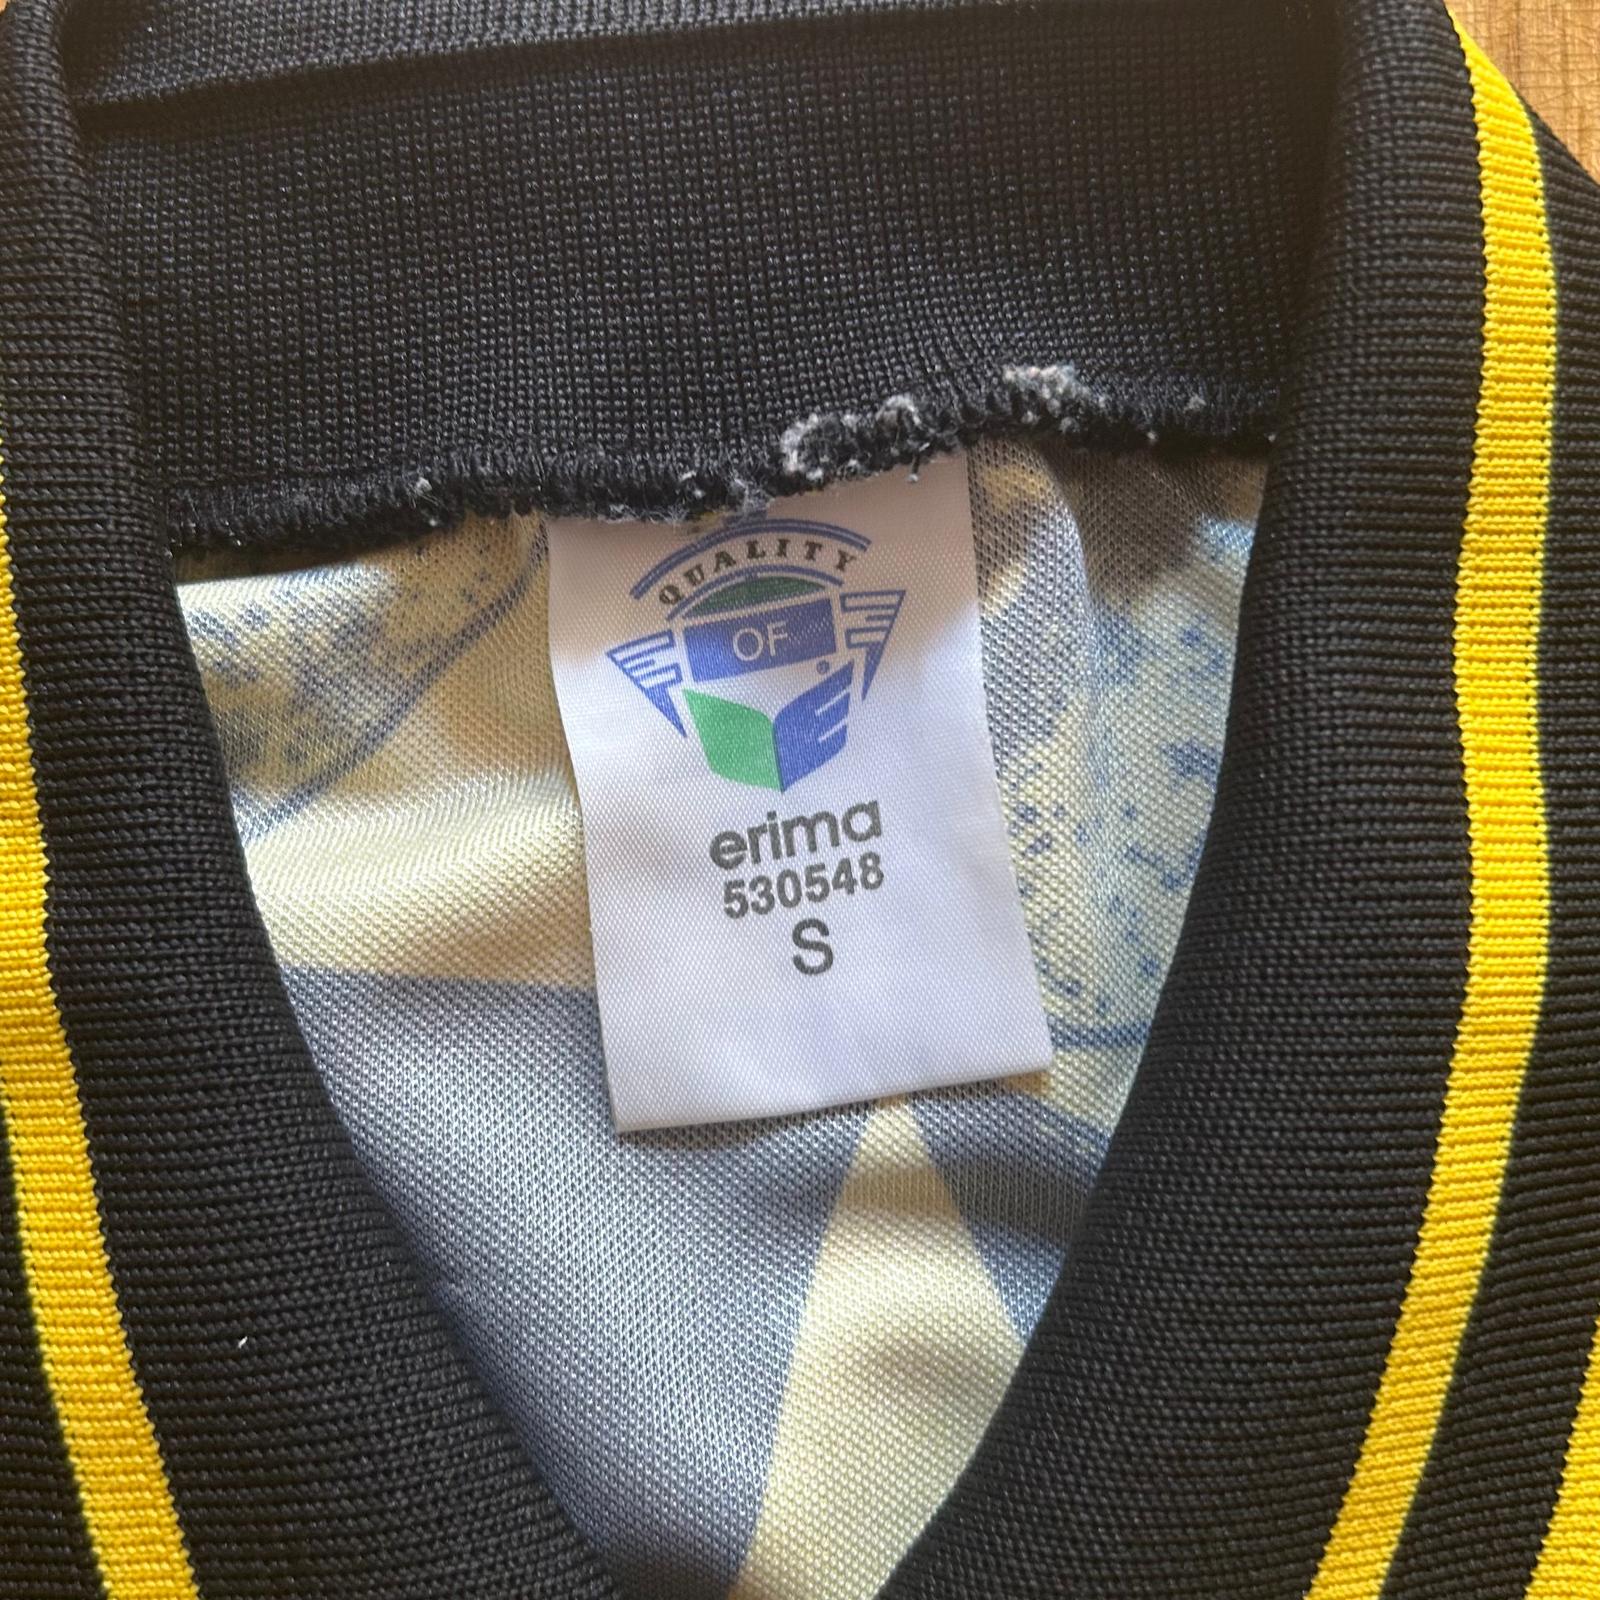 QUALITY
OF
erima
530548
S